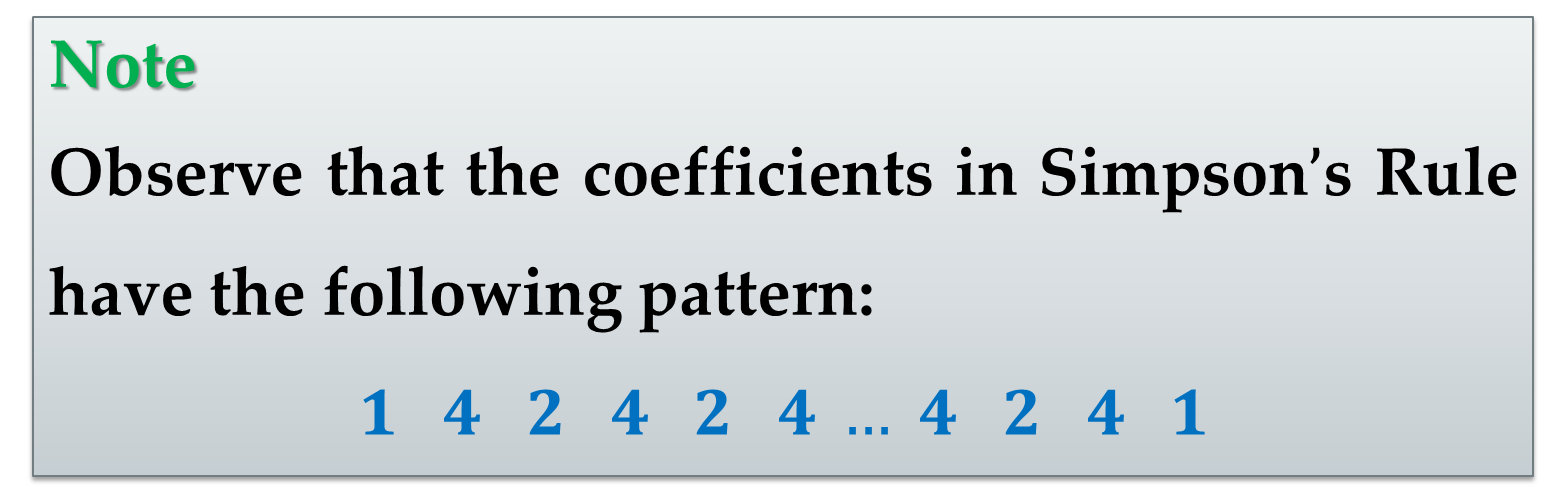 Note
Observe that the coefficients in Simpson’s Rule
have the following pattern:
1 4 2 4 2 4 ... 4 2 4 1